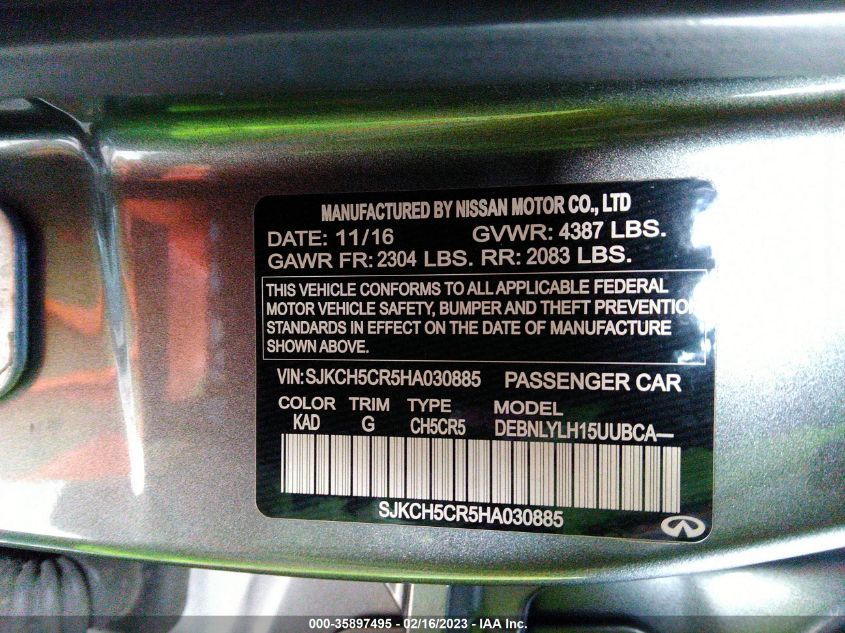 MANUFACTURED BY NISSAN MOTOR CO., LTD
DATE: 11/16 GVWR: 4387 LBS.
GAWR FR: 2304 LBS. RR: 2083 LBS.
THIS VEHICLE CONFORMS TO ALL APPLICABLE FEDERAL
MOTOR VEHICLE SAFETY, BUMPER AND THEFT PREVENTION
STANDARDS IN EFFECT ON THE DATE OF MANUFACTURE
SHOWN ABOVE.
VIN:SJKCH5CR5HA030885 PASSENGER CAR
COLOR TRIM TYPE MODEL
KAD G CH5CR5 DEBNLYLH15UUBCA—
SJKCH5CR5HA030885
000-35897495 - 02/16/2023 - IAA Inc.